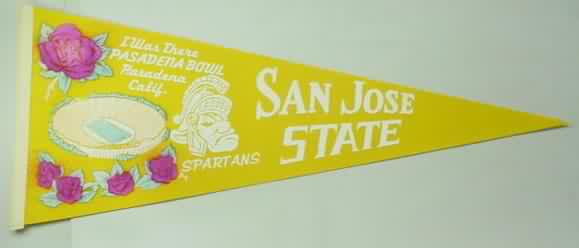 I Was There
PASADENA BOWL
Pasadena
Calif.
SPARTANS
SAN JOSE
STATE